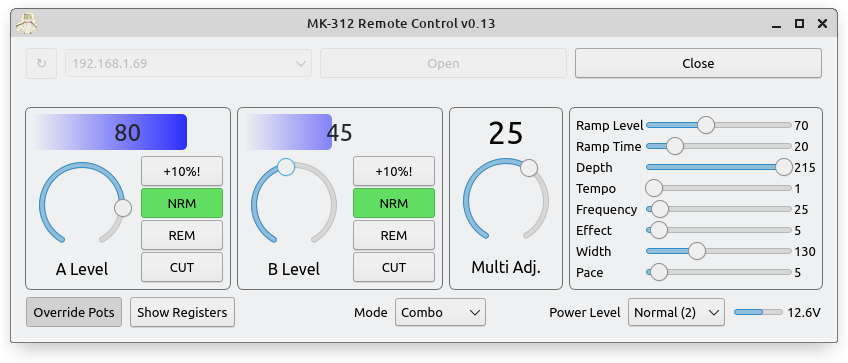 MK-312 Remote Control v0.13
192.168.1.69
Open
Close
80
+10%!
NRM
REM
CUT
A Level
45
+10%!
NRM
REM
CUT
B Level
25
Multi Adj.
Ramp Level 70
Ramp Time 20
Depth 215
Tempo 1
Frequency 25
Effect 5
Width 130
Pace 5
Override Pots
Show Registers
Mode Combo
Power Level Normal (2) 12.6V